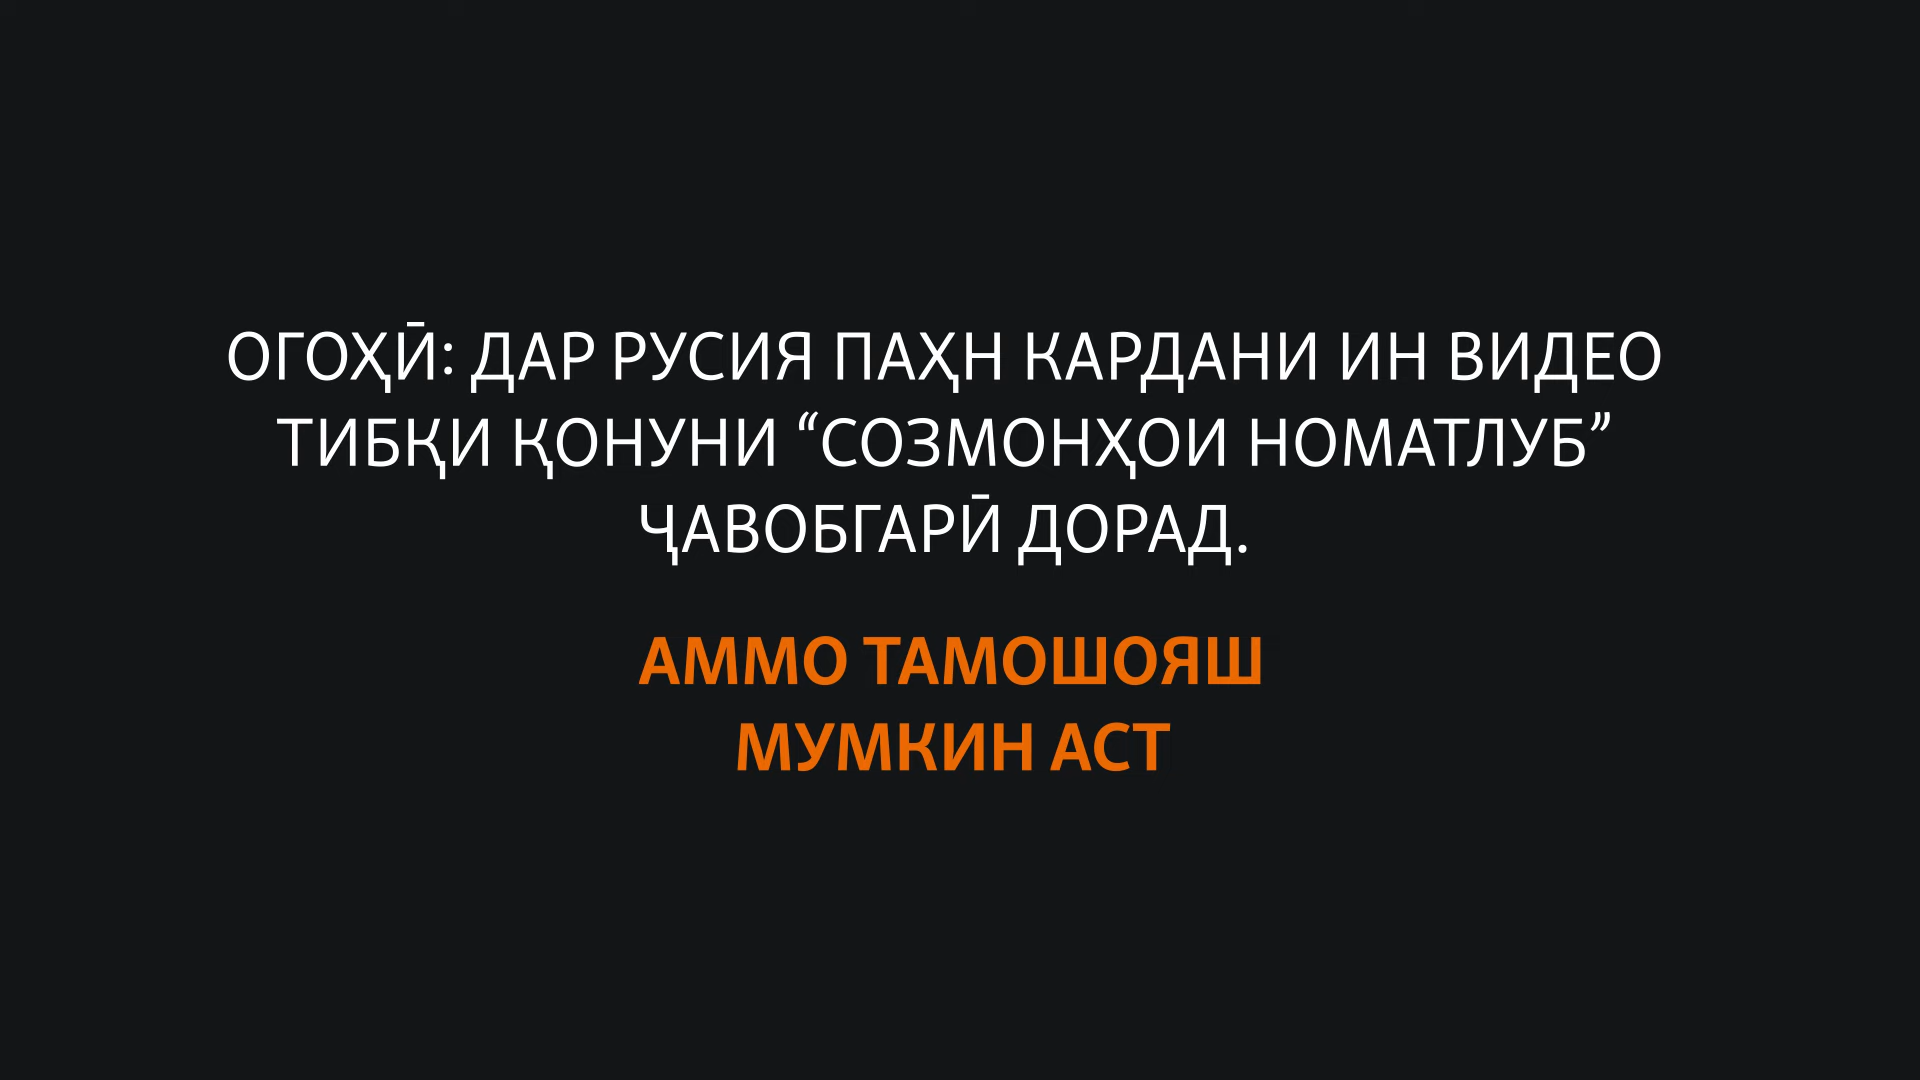 ОГОҲӢ: ДАР РУСИЯ ПАҲН КАРДАНИ ИН ВИДЕО
ТИБҚИ ҚОНУНИ “СОЗМОНҲОИ НОМАТЛУБ”
ҶАВОБГАРӢ ДОРАД.
АММО ТАМОШОЯШ
МУМКИН АСТ